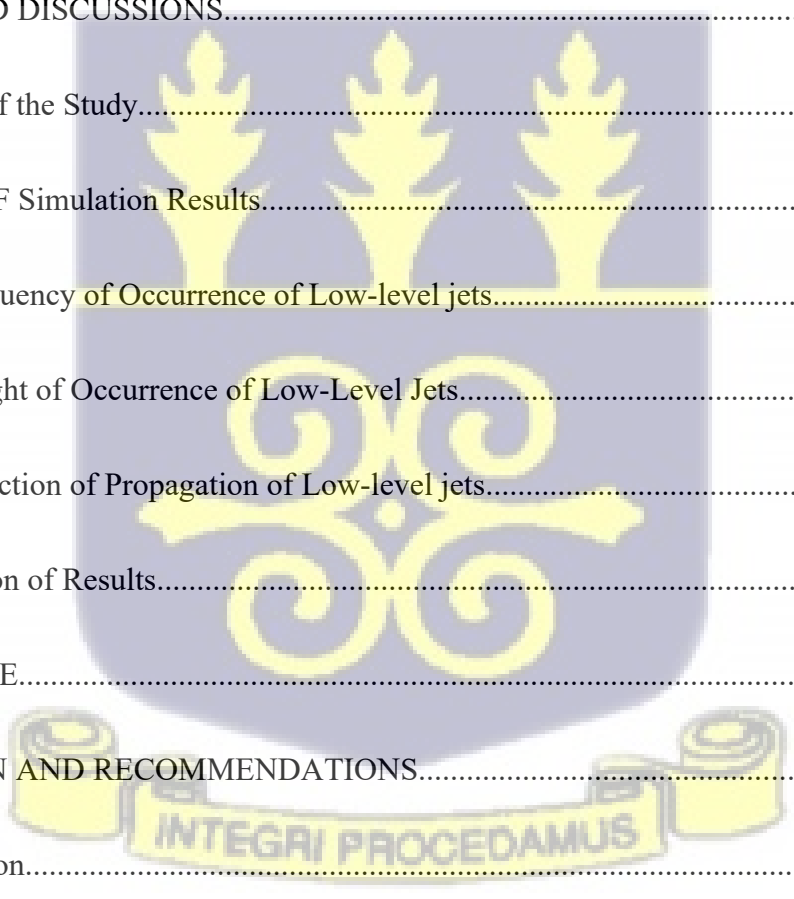 D DISCUSSIONS................................................................
f the Study................................................................
F Simulation Results................................................................
uency of Occurrence of Low-level jets................................................................
ght of Occurrence of Low-Level Jets................................................................
ction of Propagation of Low-level jets................................................................
on of Results................................................................
E................................................................
N AND RECOMMENDATIONS................................................................
INTEGRI PROCEDAMUS
on................................................................